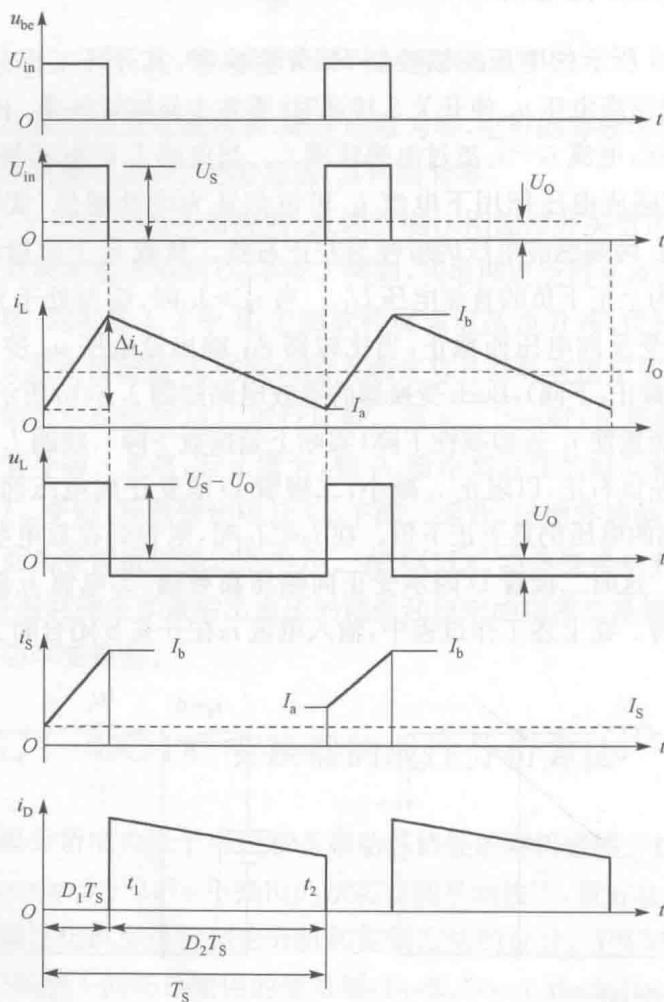 u_be
U_in
O
t
U_in
U_S
U_O
O
t
i_L
I_b
Δi_L
I_O
I_a
O
t
u_L
U_S − U_O
U_O
O
t
i_S
I_b
I_b
I_a
I_S
O
t
i_D
D_1T_S
t_1
t_2
O
t
D_2T_S
T_S